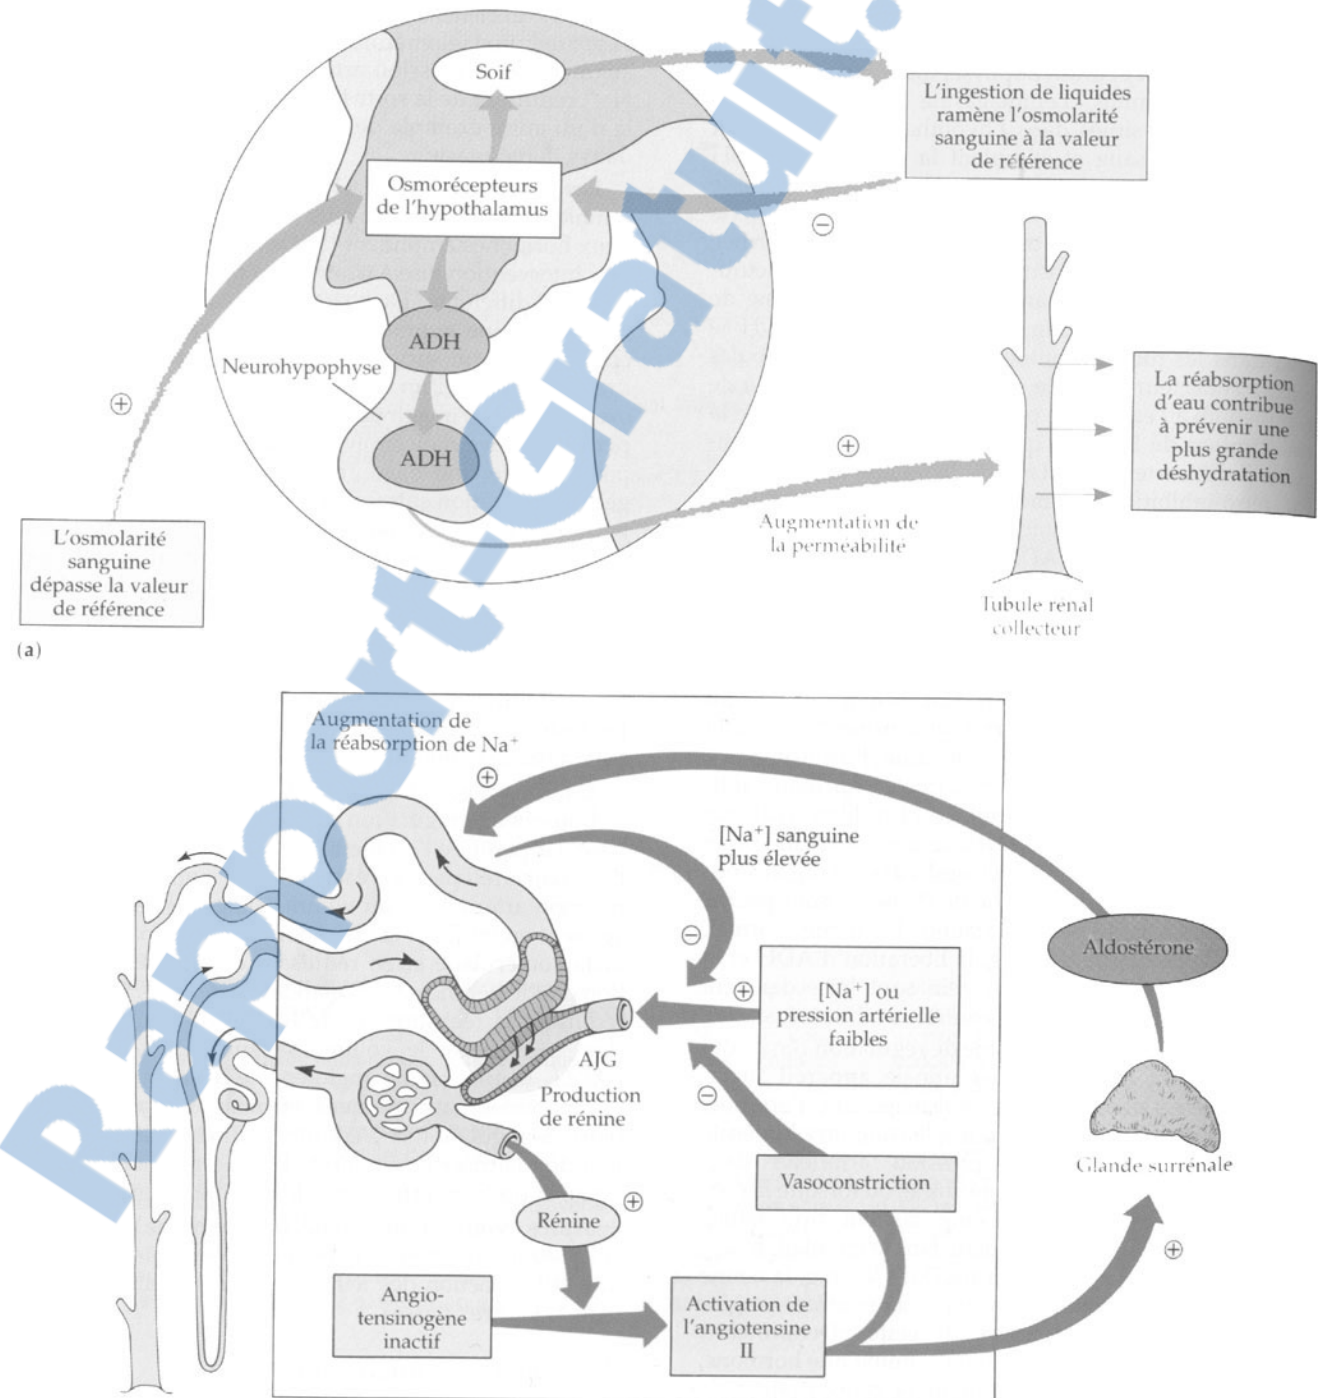 Soif
L'ingestion de liquides
ramène l'osmolarité
sanguine à la valeur
de référence
Osmorécepteurs
de l'hypothalamus
−
ADH
Neurohypophyse
+
ADH
La réabsorption
d'eau contribue
à prévenir une
plus grande
déshydratation
+
Augmentation de
la perméabilité
L'osmolarité
sanguine
dépasse la valeur
de référence
Tubule rénal
collecteur
(a)
Augmentation de
la réabsorption de Na⁺
+
[Na⁺] sanguine
plus élevée
−
Aldostérone
+
[Na⁺] ou
pression artérielle
faibles
AJG
Production
de rénine
−
Glande surrénale
Vasoconstriction
Rénine
+
+
Angio-
tensinogène
inactif
Activation de
l'angiotensine
II
Rapport-Gratuit.